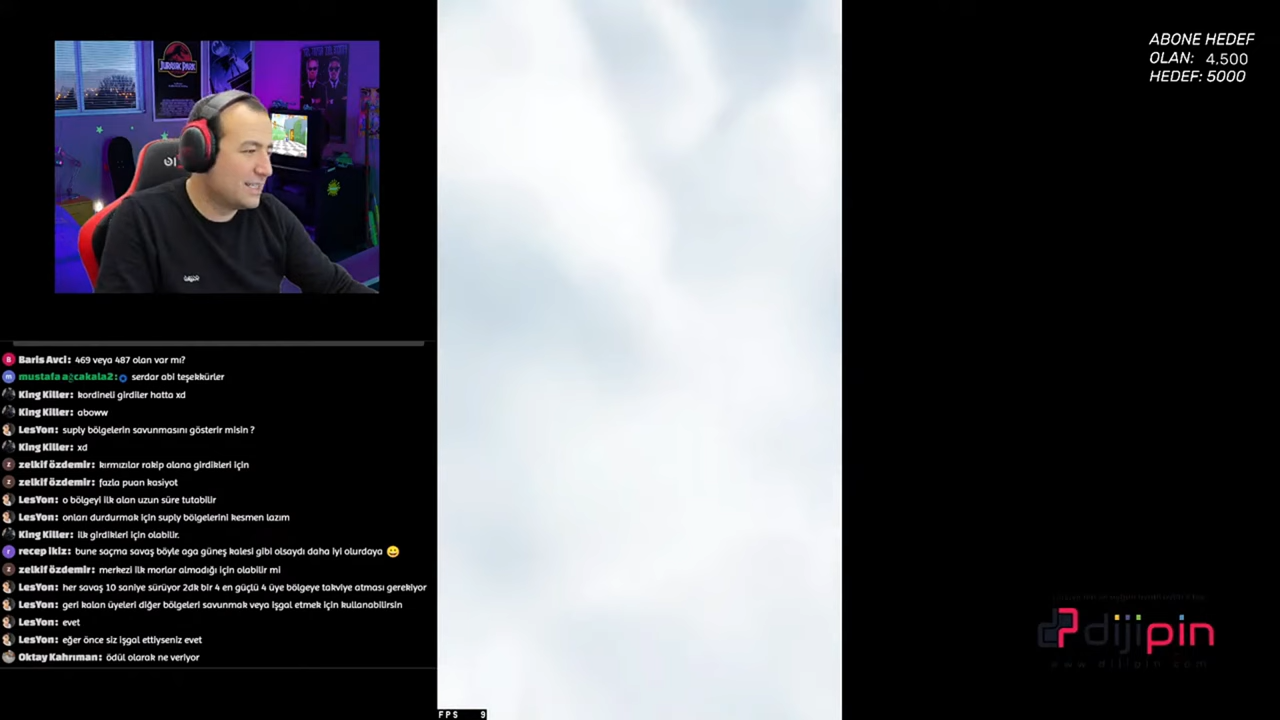 ABONE HEDEF
OLAN: 4.500
HEDEF: 5000
JURASSIC PARK
Baris Avci: 469 veya 487 olan var mı?
mustafa ağcakala2: serdar abi teşekkürler
King Killer: kordineli girdiler hatta xd
King Killer: aboww
LesYon: suply bölgelerin savunmasını gösterir misin ?
King Killer: xd
zelkif özdemir: kırmızılar rakip alana girdikleri için
zelkif özdemir: fazla puan kasiyot
LesYon: o bölgeyi ilk alan uzun süre tutabilir
LesYon: onları durdurmak için suply bölgelerini kesmen lazım
King Killer: ilk girdikleri için olabilir.
recep ikiz: bune saçma savaş böyle aga güneş kalesi gibi olsaydı daha iyi olurdaya 😀
zelkif özdemir: merkezi ilk morlar almadığı için olabilir mi
LesYon: her savaş 10 saniye sürüyor 2dk bir 4 en güçlü 4 üye bölgeye takviye atması gerekiyor
LesYon: geri kalan üyeleri diğer bölgeleri savunmak veya işgal etmek için kullanabilirsin
LesYon: evet
LesYon: eğer önce siz işgal ettiyseniz evet
Oktay Kahrıman: ödül olarak ne veriyor
dijipin
www.dijipin.com
FPS 9